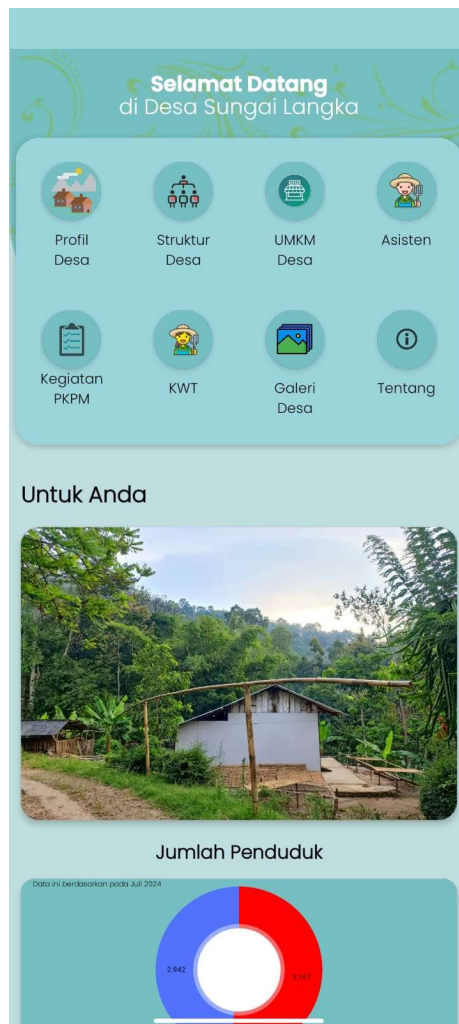 Selamat Datang
di Desa Sungai Langka
Profil
Desa
Struktur
Desa
UMKM
Desa
Asisten
Kegiatan
PKPM
KWT
Galeri
Desa
Tentang
Untuk Anda
Jumlah Penduduk
Data ini berdasarkan pada Juli 2024
2,942